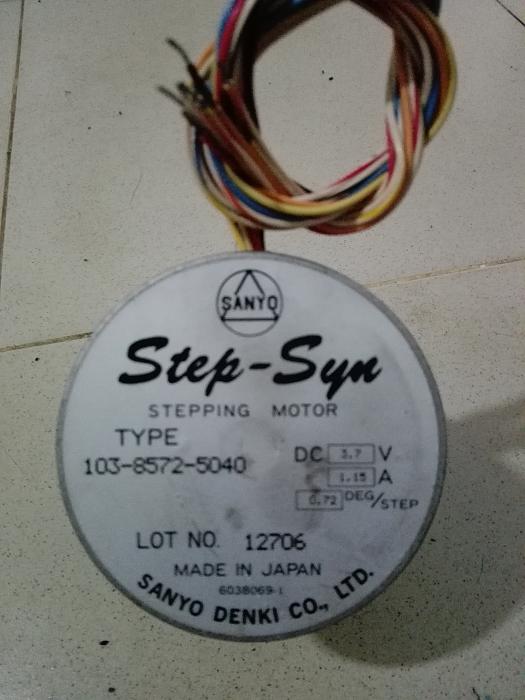 SANYO
Step-Syn
STEPPING MOTOR
TYPE
103-8572-5040
DC 3.7 V
1.15 A
0.72 DEG/STEP
LOT NO. 12706
MADE IN JAPAN
6038069-1
SANYO DENKI CO., LTD.